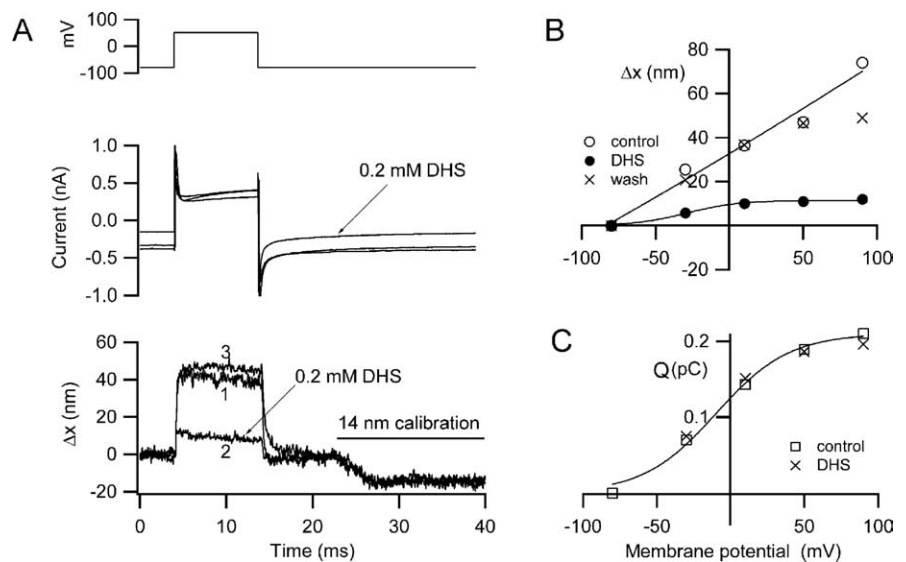 A
mV
100
0
-100
Current (nA)
1.0
0.5
0.0
-0.5
-1.0
0.2 mM DHS
Δx (nm)
60
40
20
0
-20
3
1
2
0.2 mM DHS
14 nm calibration
0 10 20 30 40
Time (ms)
B
Δx (nm)
80
60
40
20
-20
control
DHS
wash
-100 -50 0 50 100
C
Q(pC)
0.2
0.1
control
DHS
-100 -50 0 50 100
Membrane potential (mV)